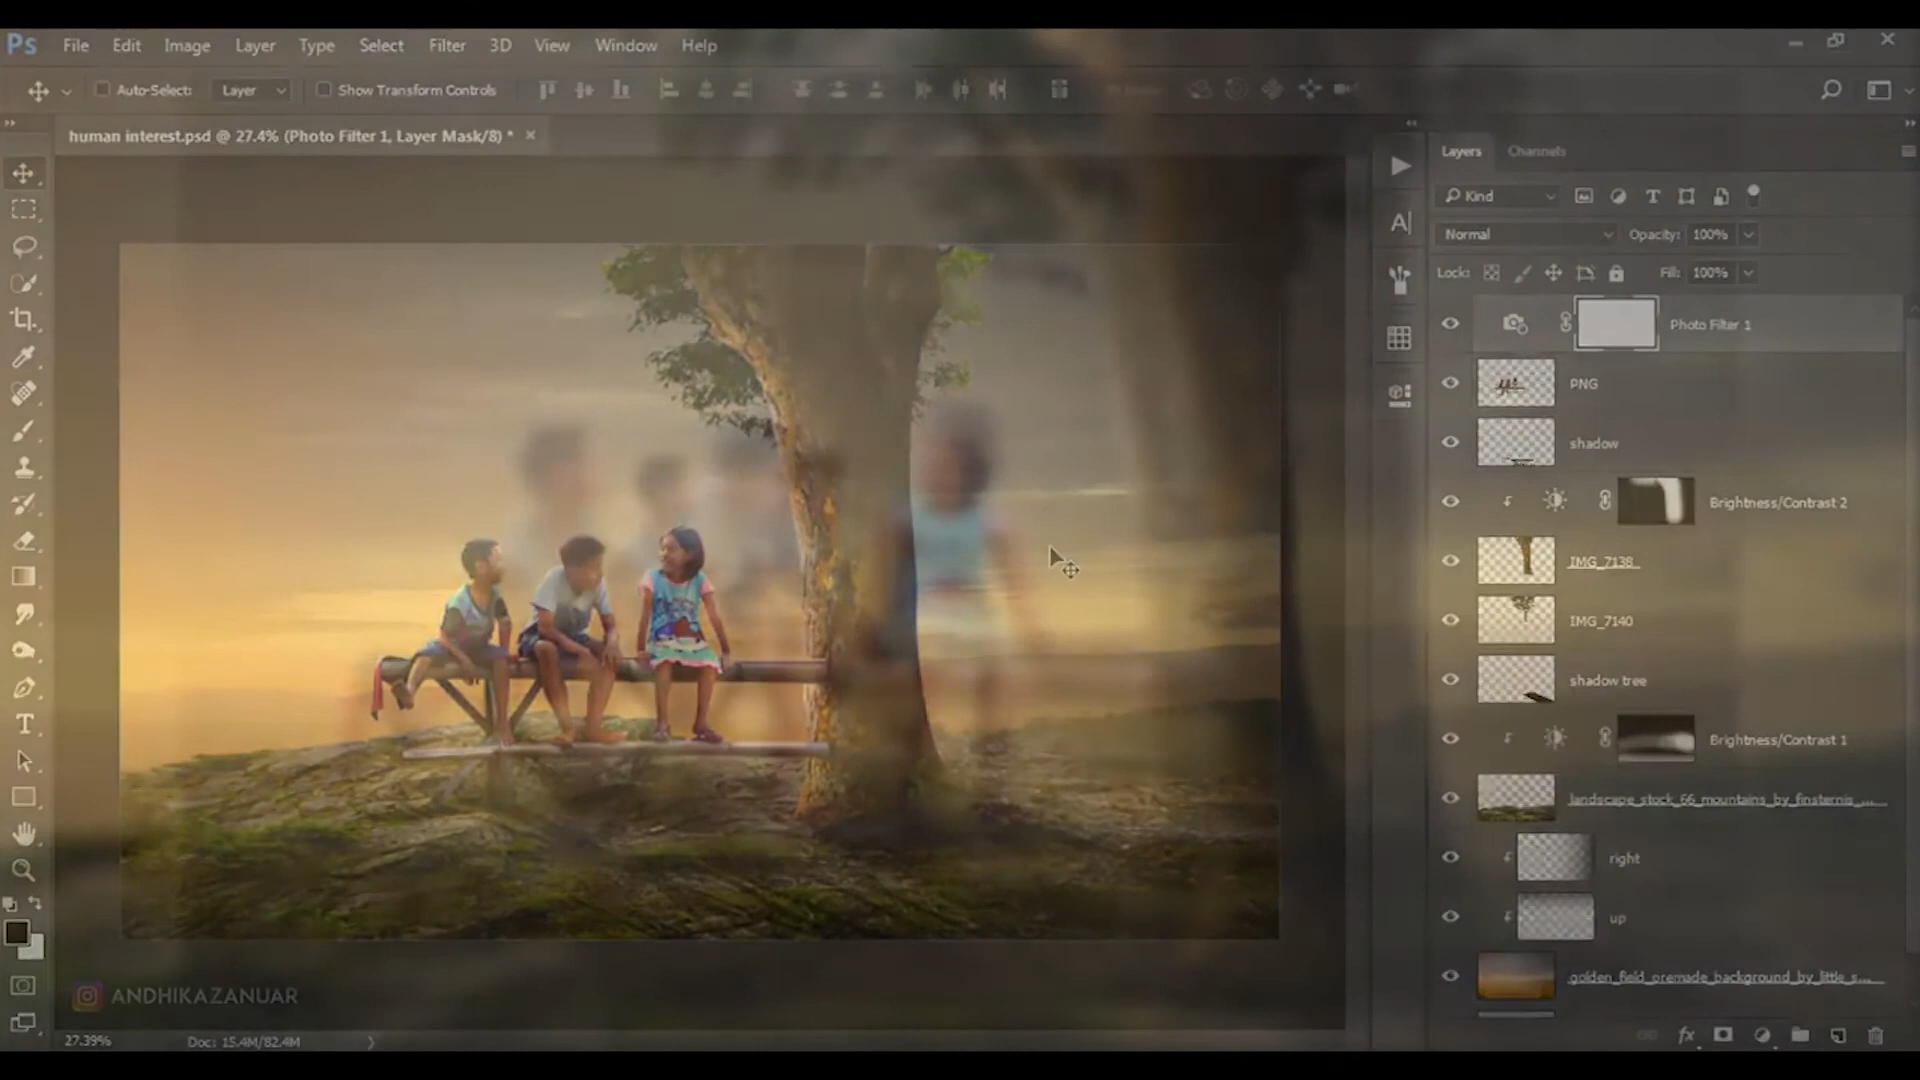 Ps File Edit Image Layer Type Select Filter 3D View Window Help
Auto-Select: Layer Show Transform Controls
human interest.psd @ 27.4% (Photo Filter 1, Layer Mask/8) * ×
Layers Channels
Kind
Normal Opacity: 100%
Lock: Fill: 100%
Photo Filter 1
PNG
shadow
Brightness/Contrast 2
IMG_7138
IMG_7140
shadow tree
Brightness/Contrast 1
landscape_stock_66_mountains_by_finsternis_...
right
up
golden_field_premade_background_by_little_s...
ANDHIKAZANUAR
27.39% Doc: 15.4M/82.4M